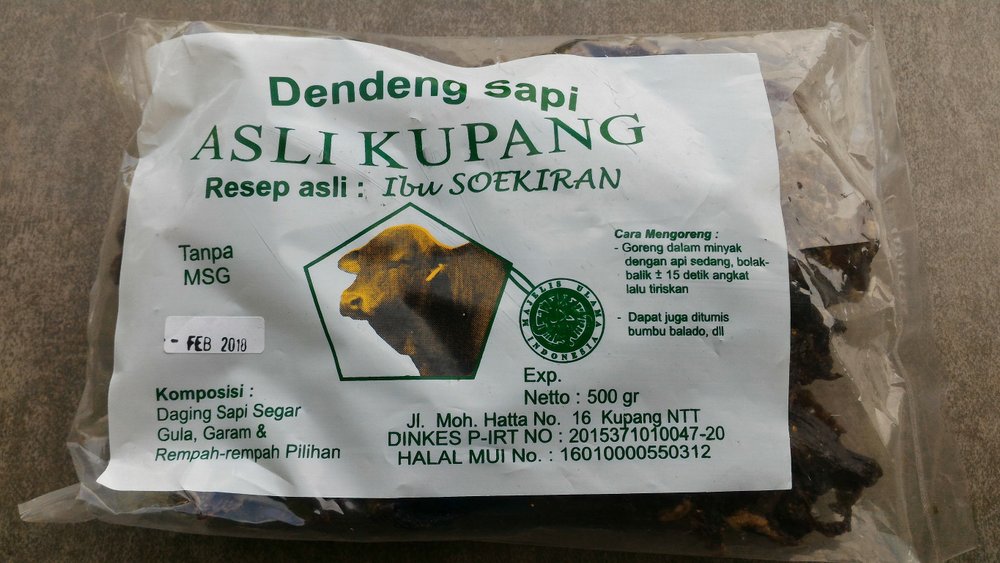 Dendeng sapi
ASLI KUPANG
Resep asli : Ibu SOEKIRAN
Tanpa
MSG
- FEB 2018
Komposisi :
Daging Sapi Segar
Gula, Garam &
Rempah-rempah Pilihan
MAJELIS ULAMA
INDONESIA
Cara Mengoreng :
- Goreng dalam minyak
dengan api sedang, bolak-
balik ± 15 detik angkat
lalu tiriskan
- Dapat juga ditumis
bumbu balado, dll
Exp.
Netto : 500 gr
Jl. Moh. Hatta No. 16 Kupang NTT
DINKES P-IRT NO : 2015371010047-20
HALAL MUI No. : 16010000550312